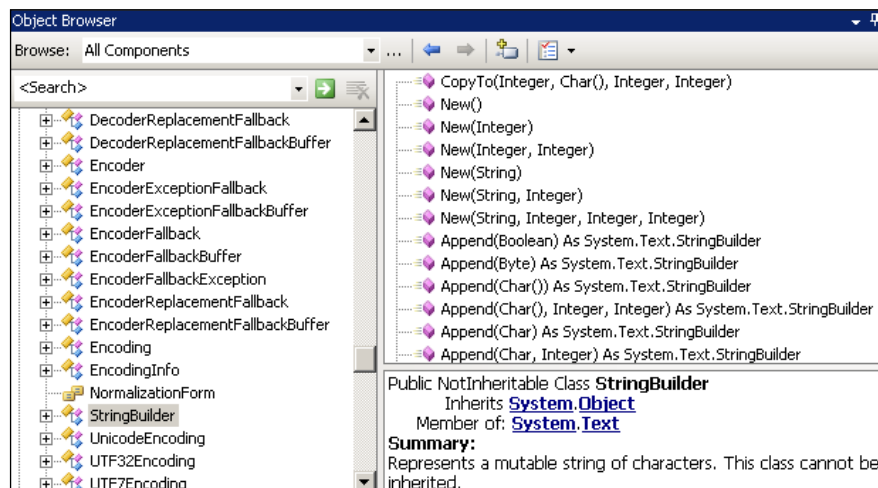 Object Browser
Browse: All Components
...
<Search>
DecoderReplacementFallback
DecoderReplacementFallbackBuffer
Encoder
EncoderExceptionFallback
EncoderExceptionFallbackBuffer
EncoderFallback
EncoderFallbackBuffer
EncoderFallbackException
EncoderReplacementFallback
EncoderReplacementFallbackBuffer
Encoding
EncodingInfo
NormalizationForm
StringBuilder
UnicodeEncoding
UTF32Encoding
UTF7Encoding
CopyTo(Integer, Char(), Integer, Integer)
New()
New(Integer)
New(Integer, Integer)
New(String)
New(String, Integer)
New(String, Integer, Integer, Integer)
Append(Boolean) As System.Text.StringBuilder
Append(Byte) As System.Text.StringBuilder
Append(Char()) As System.Text.StringBuilder
Append(Char(), Integer, Integer) As System.Text.StringBuilder
Append(Char) As System.Text.StringBuilder
Append(Char, Integer) As System.Text.StringBuilder
Public NotInheritable Class StringBuilder
Inherits System.Object
Member of: System.Text
Summary:
Represents a mutable string of characters. This class cannot be
inherited.